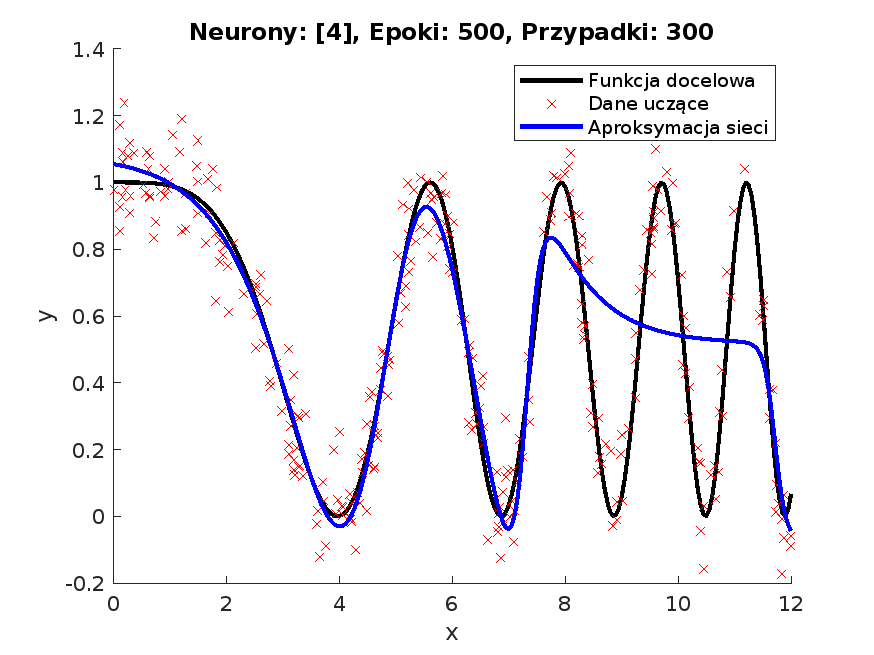 Neurony: [4], Epoki: 500, Przypadki: 300
1.4
1.2
1
0.8
0.6
0.4
0.2
0
-0.2
y
Funkcja docelowa
Dane uczące
Aproksymacja sieci
0 2 4 6 8 10 12
x